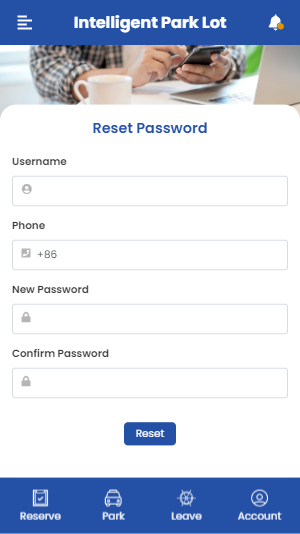 Intelligent Park Lot
Reset Password
Username
Phone
+86
New Password
Confirm Password
Reset
Reserve Park Leave Account